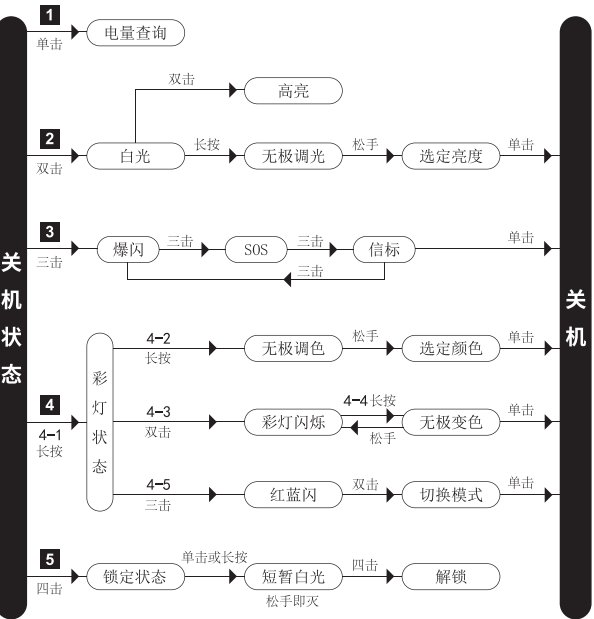 关机状态
1
单击
电量查询
双击
高亮
2
双击
白光
长按
无极调光
松手
选定亮度
单击
3
三击
爆闪
三击
SOS
三击
信标
单击
三击
关机
4
4-1
长按
彩灯状态
4-2
长按
无极调色
松手
选定颜色
单击
4-3
双击
彩灯闪烁
4-4长按
松手
无极变色
单击
4-5
三击
红蓝闪
双击
切换模式
单击
5
四击
锁定状态
单击或长按
短暂白光
松手即灭
四击
解锁